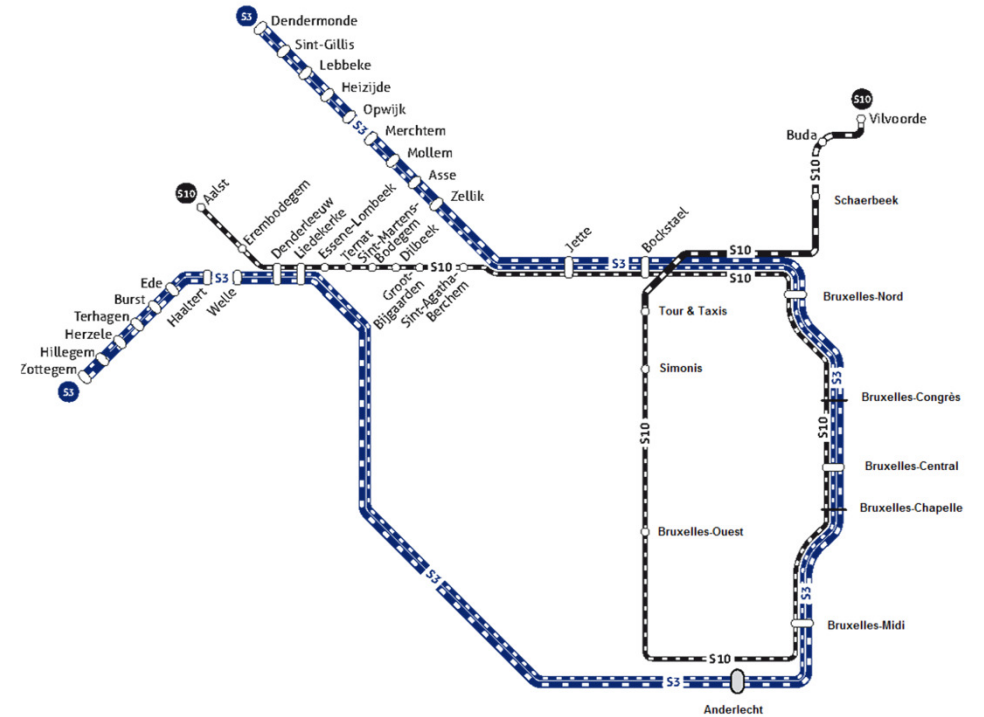 S3
Dendermonde
Sint-Gillis
Lebbeke
Heizijde
Opwijk
S3
Merchtem
Mollem
Asse
Zellik
S10
Vilvoorde
Buda
S10
Schaerbeek
S10
Aalst
Erembodegem
Denderleeuw
Liedekerke
Essene-Lombeek
Ternat
Sint-Martens-
Bodegem
Dilbeek
S10
Groot-
Bijgaarden
Sint-Agatha-
Berchem
Jette
S3
Bockstael
S10
S10
Ede
Haaltert
S3
Welle
Burst
Terhagen
Herzele
Hillegem
Zottegem
S3
Bruxelles-Nord
Tour & Taxis
Simonis
S3
Bruxelles-Congrès
S10
S10
Bruxelles-Central
Bruxelles-Chapelle
Bruxelles-Ouest
S3
S3
Bruxelles-Midi
S10
S3
Anderlecht